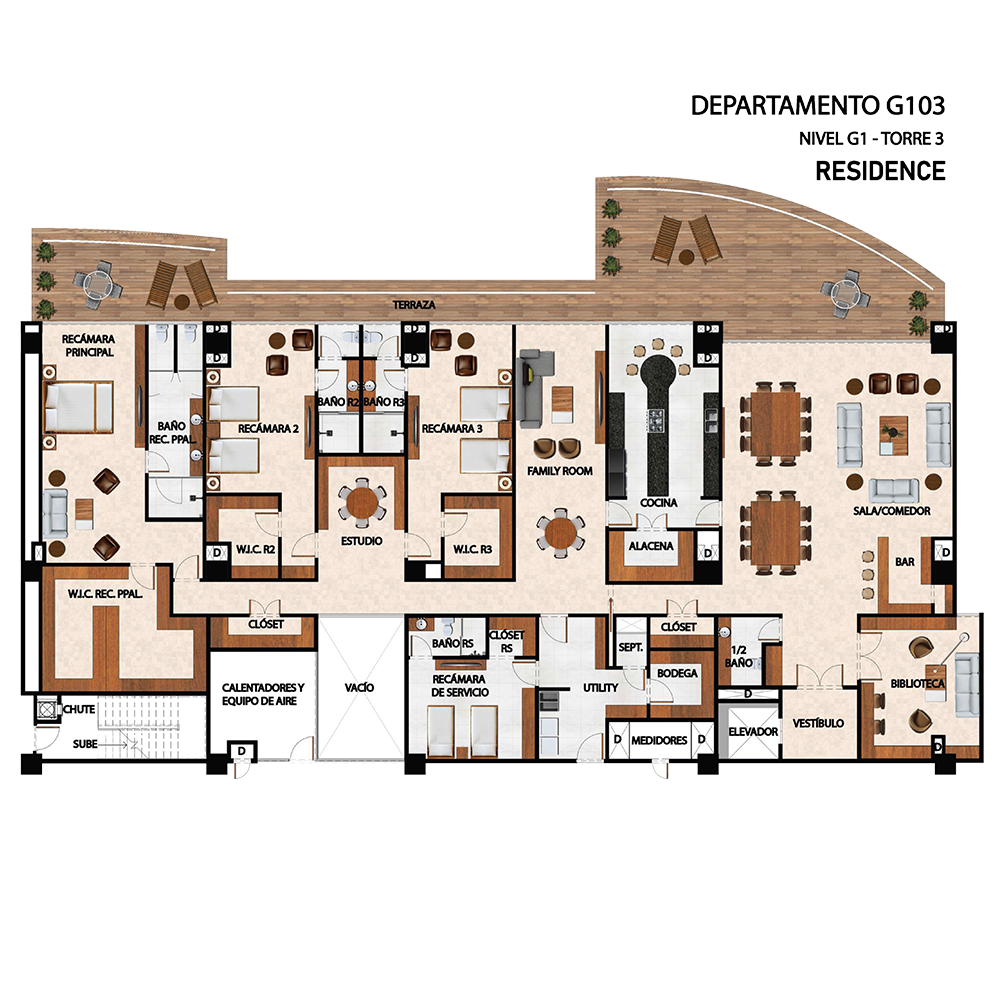 DEPARTAMENTO G103
NIVEL G1 - TORRE 3
RESIDENCE
TERRAZA
RECÁMARA
PRINCIPAL
BAÑO
REC. PPAL.
D
RECÁMARA 2
BAÑO R2
BAÑO R3
D
RECÁMARA 3
FAMILY ROOM
D
COCINA
D
SALA/COMEDOR
W.I.C. R2
D
ESTUDIO
W.I.C. R3
ALACENA
D
BAR
D
W.I.C. REC. PPAL.
CLÓSET
BAÑO RS
CLÓSET
RS
SEPT.
CLÓSET
1/2
BAÑO
CALENTADORES Y
EQUIPO DE AIRE
VACÍO
RECÁMARA
DE SERVICIO
UTILITY
BODEGA
BIBLIOTECA
D
CHUTE
SUBE
D
D
MEDIDORES
D
ELEVADOR
VESTÍBULO
D